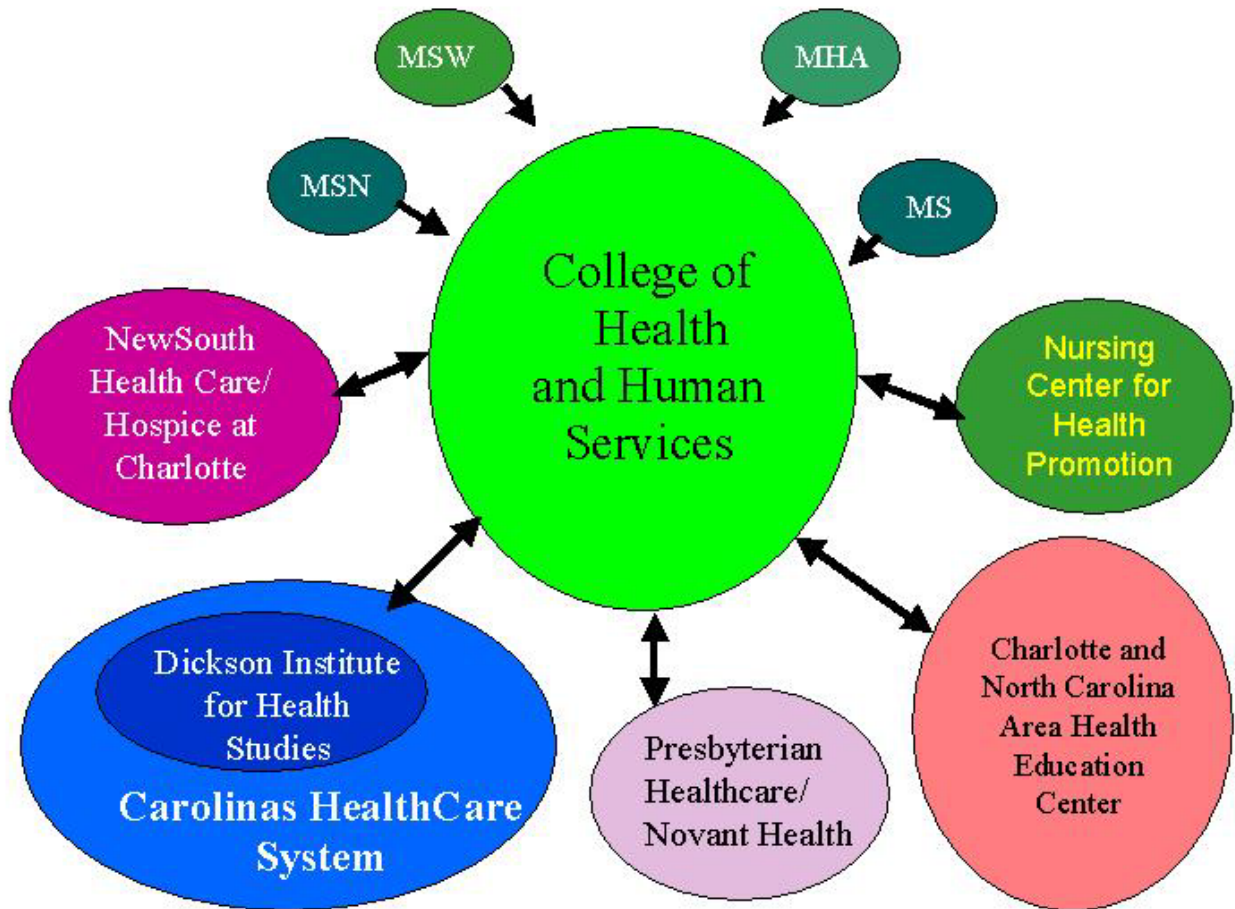 MSW
MHA
MSN
MS
College of
Health
and Human
Services
NewSouth
Health Care/
Hospice at
Charlotte
Nursing
Center for
Health
Promotion
Dickson Institute
for Health
Studies
Carolinas HealthCare
System
Presbyterian
Healthcare/
Novant Health
Charlotte and
North Carolina
Area Health
Education
Center